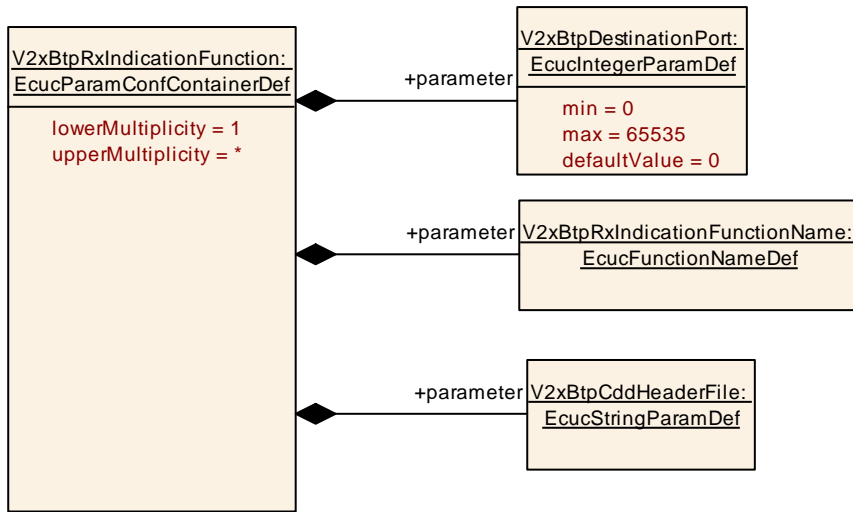 V2xBtpRxIndicationFunction:
EcucParamConfContainerDef
lowerMultiplicity = 1
upperMultiplicity = *
+parameter
V2xBtpDestinationPort:
EcucIntegerParamDef
min = 0
max = 65535
defaultValue = 0
+parameter
V2xBtpRxIndicationFunctionName:
EcucFunctionNameDef
+parameter
V2xBtpCddHeaderFile:
EcucStringParamDef